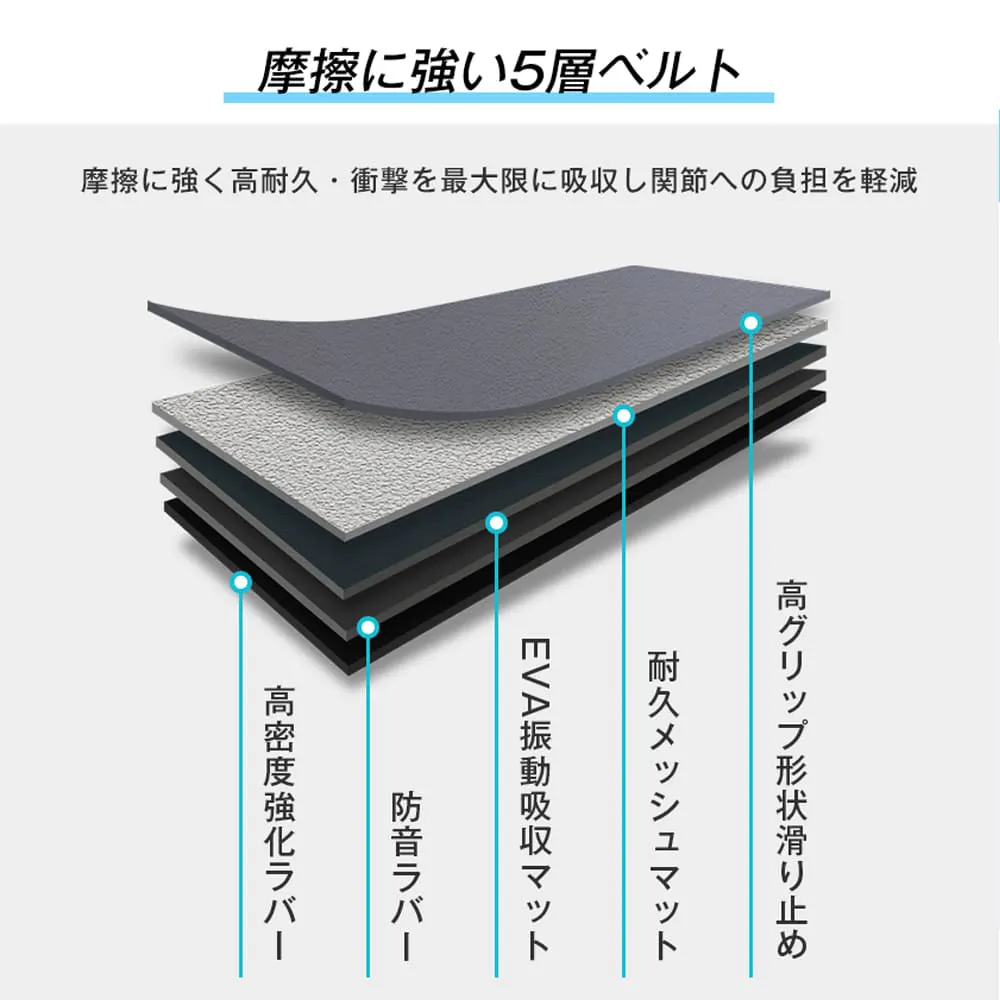 摩擦に強い5層ベルト
摩擦に強く高耐久・衝撃を最大限に吸収し関節への負担を軽減
高グリップ形状滑り止め
耐久メッシュマット
EVA振動吸収マット
防音ラバー
高密度強化ラバー